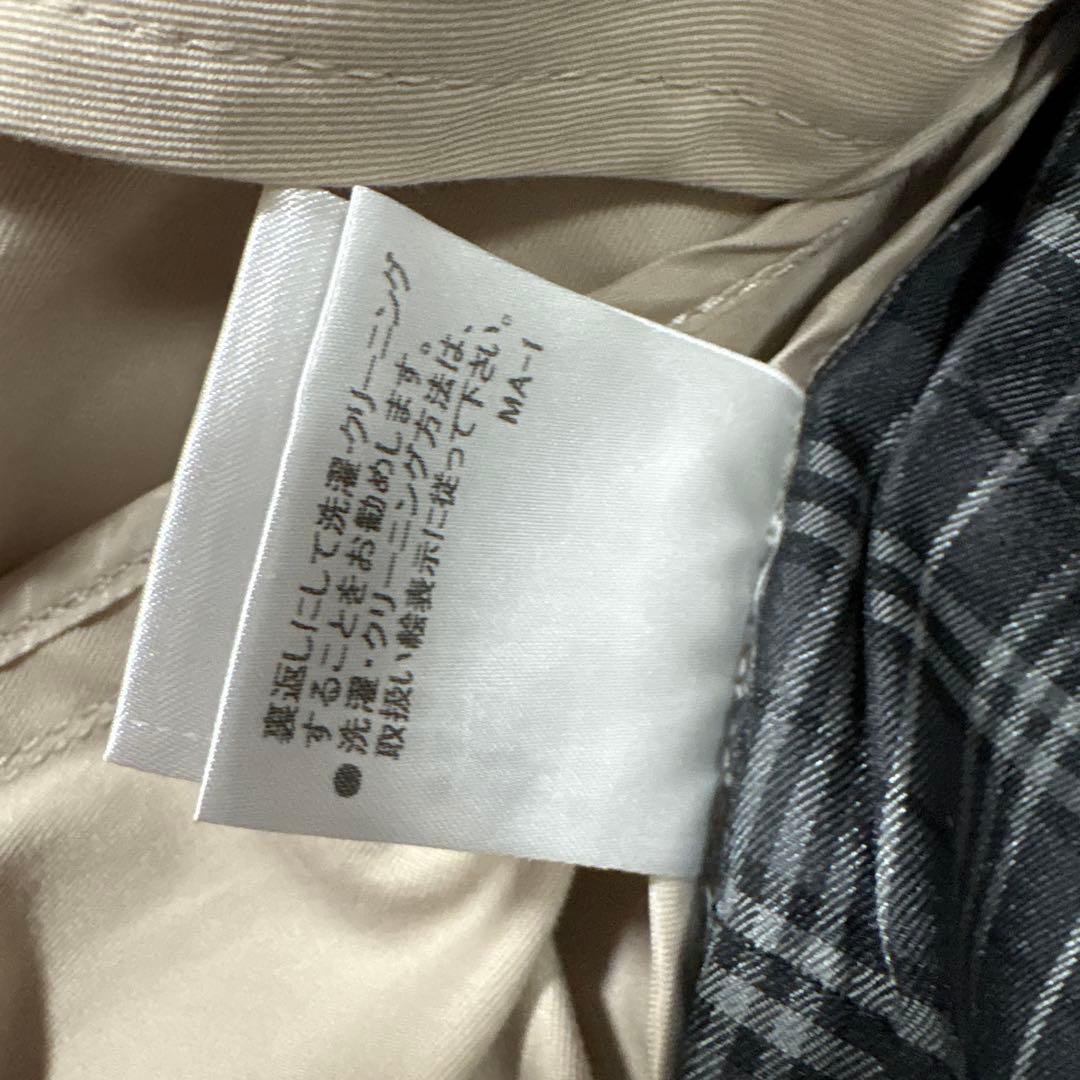 裏返しにして洗濯・クリーニング
することをお勧めします。
●洗濯・クリーニング方法は、
取扱い絵表示に従って下さい。
MA-1